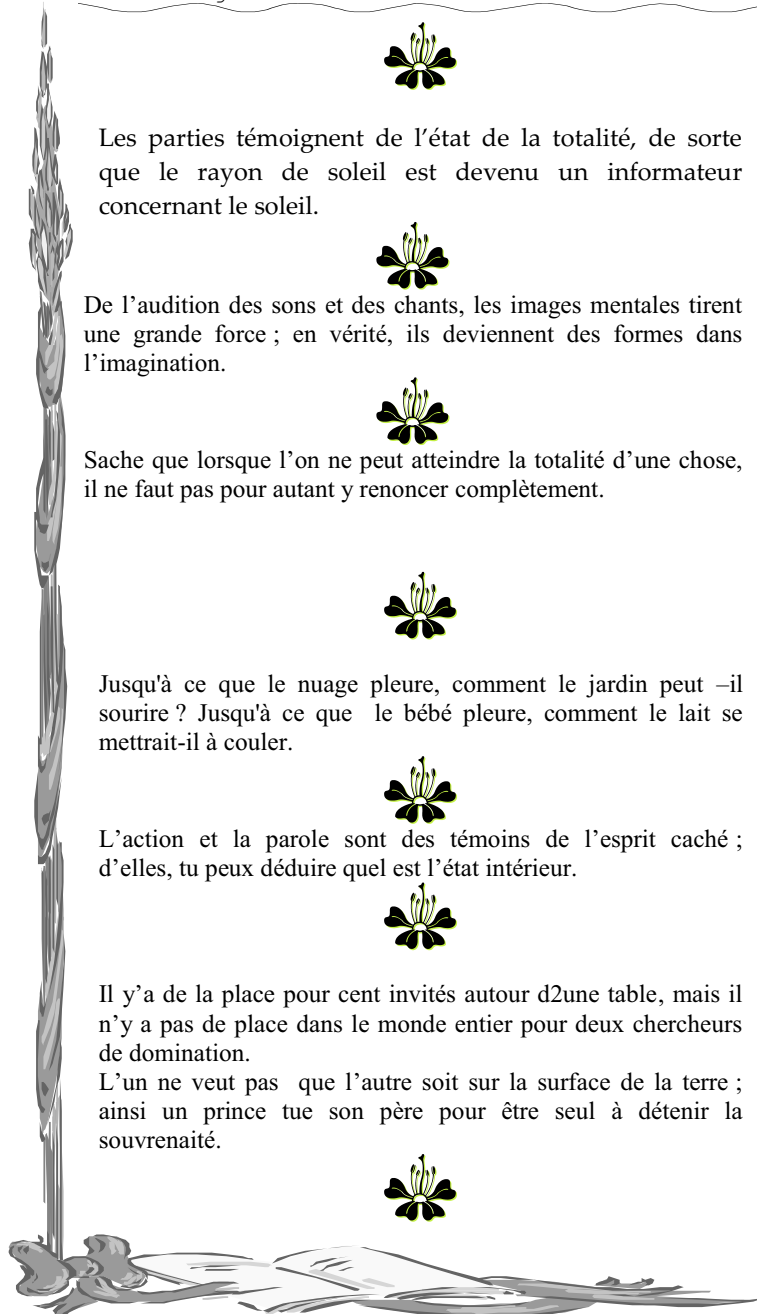 Les parties témoignent de l’état de la totalité, de sorte
que le rayon de soleil est devenu un informateur
concernant le soleil.
De l’audition des sons et des chants, les images mentales tirent
une grande force ; en vérité, ils deviennent des formes dans
l’imagination.
Sache que lorsque l’on ne peut atteindre la totalité d’une chose,
il ne faut pas pour autant y renoncer complètement.
Jusqu'à ce que le nuage pleure, comment le jardin peut –il
sourire ? Jusqu'à ce que le bébé pleure, comment le lait se
mettrait-il à couler.
L’action et la parole sont des témoins de l’esprit caché ;
d’elles, tu peux déduire quel est l’état intérieur.
Il y’a de la place pour cent invités autour d2une table, mais il
n’y a pas de place dans le monde entier pour deux chercheurs
de domination.
L’un ne veut pas que l’autre soit sur la surface de la terre ;
ainsi un prince tue son père pour être seul à détenir la
souvrenaité.